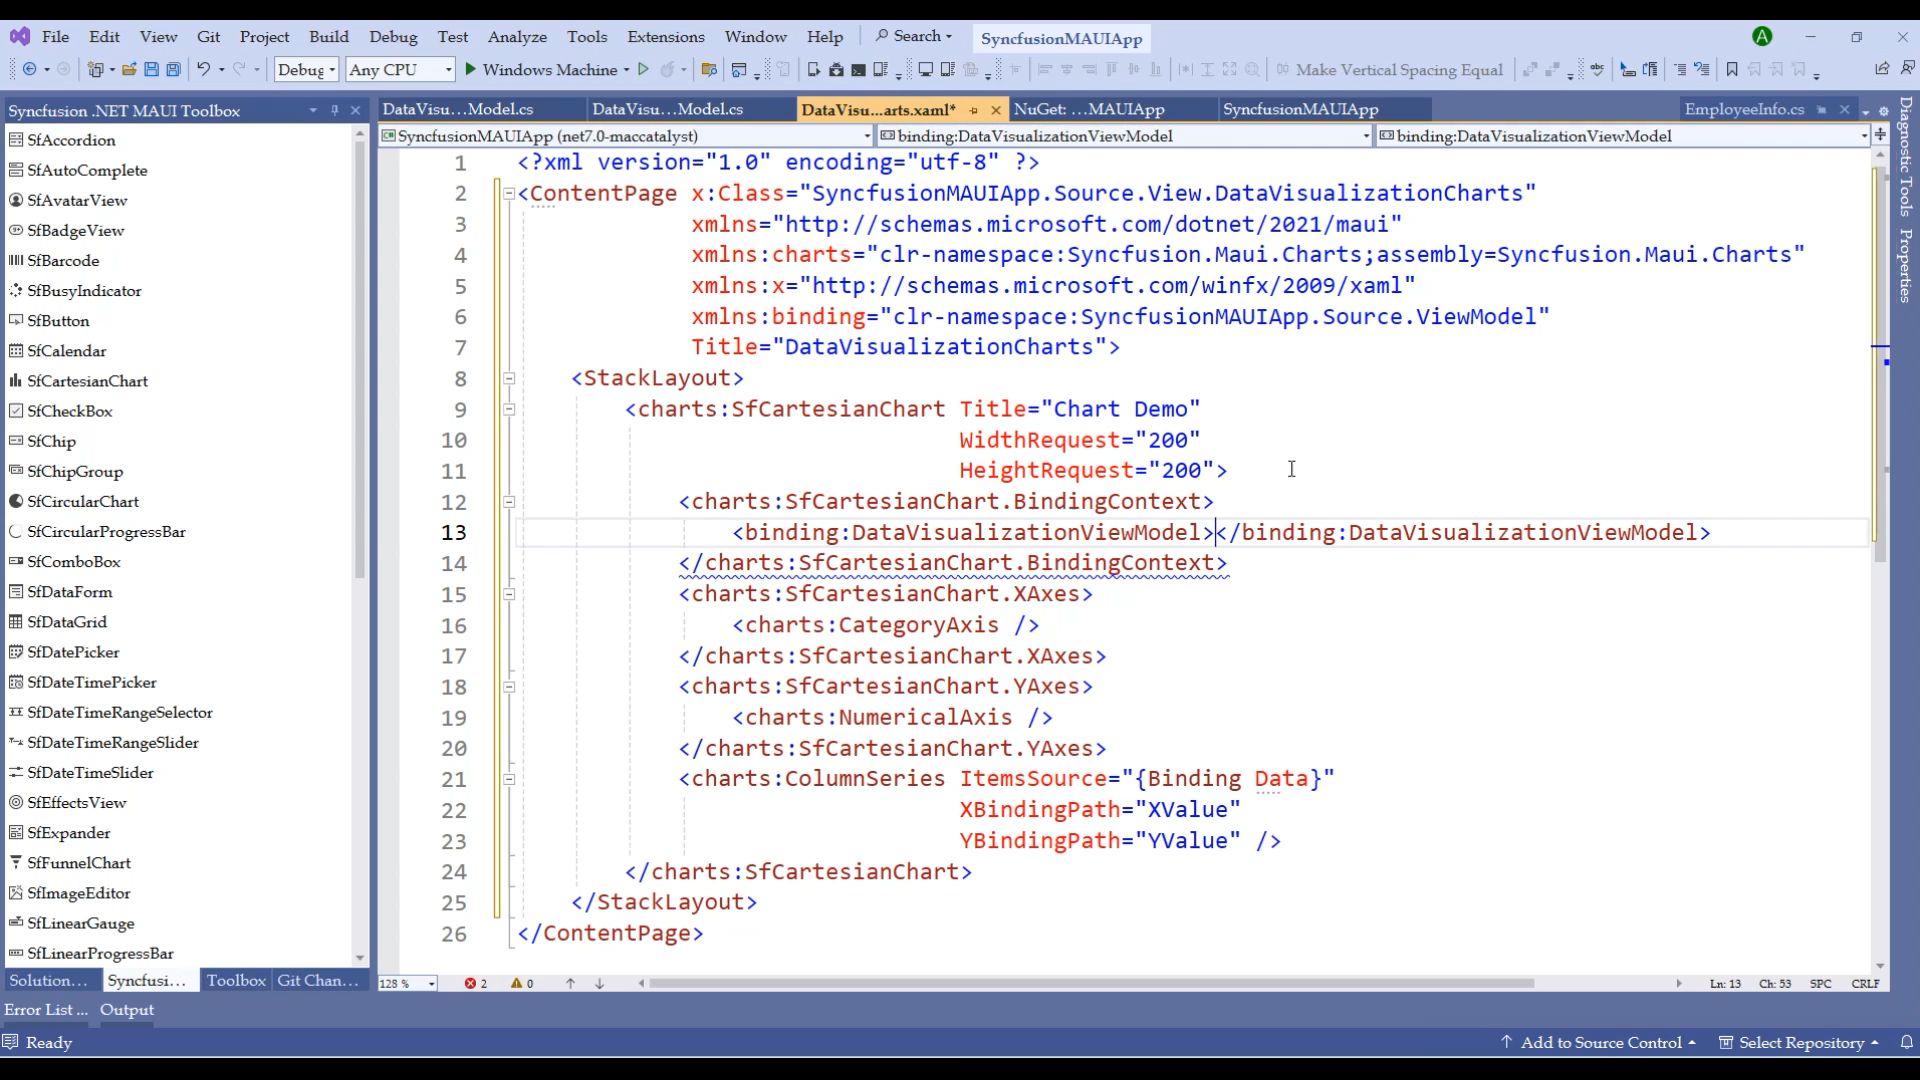 File Edit View Git Project Build Debug Test Analyze Tools Extensions Window Help Search SyncfusionMAUIApp A
Debug Any CPU Windows Machine Make Vertical Spacing Equal
Syncfusion .NET MAUI Toolbox
SfAccordion
SfAutoComplete
SfAvatarView
SfBadgeView
SfBarcode
SfBusyIndicator
SfButton
SfCalendar
SfCartesianChart
SfCheckBox
SfChip
SfChipGroup
SfCircularChart
SfCircularProgressBar
SfComboBox
SfDataForm
SfDataGrid
SfDatePicker
SfDateTimePicker
SfDateTimeRangeSelector
SfDateTimeRangeSlider
SfDateTimeSlider
SfEffectsView
SfExpander
SfFunnelChart
SfImageEditor
SfLinearGauge
SfLinearProgressBar
Solution... Syncfusi... Toolbox Git Chan...
DataVisu...Model.cs DataVisu...Model.cs DataVisu...arts.xaml* NuGet: ...MAUIApp SyncfusionMAUIApp EmployeeInfo.cs
SyncfusionMAUIApp (net7.0-maccatalyst) binding:DataVisualizationViewModel binding:DataVisualizationViewModel
1 <?xml version="1.0" encoding="utf-8" ?>
2 <ContentPage x:Class="SyncfusionMAUIApp.Source.View.DataVisualizationCharts"
3 xmlns="http://schemas.microsoft.com/dotnet/2021/maui"
4 xmlns:charts="clr-namespace:Syncfusion.Maui.Charts;assembly=Syncfusion.Maui.Charts"
5 xmlns:x="http://schemas.microsoft.com/winfx/2009/xaml"
6 xmlns:binding="clr-namespace:SyncfusionMAUIApp.Source.ViewModel"
7 Title="DataVisualizationCharts">
8 <StackLayout>
9 <charts:SfCartesianChart Title="Chart Demo"
10 WidthRequest="200"
11 HeightRequest="200">
12 <charts:SfCartesianChart.BindingContext>
13 <binding:DataVisualizationViewModel></binding:DataVisualizationViewModel>
14 </charts:SfCartesianChart.BindingContext>
15 <charts:SfCartesianChart.XAxes>
16 <charts:CategoryAxis />
17 </charts:SfCartesianChart.XAxes>
18 <charts:SfCartesianChart.YAxes>
19 <charts:NumericalAxis />
20 </charts:SfCartesianChart.YAxes>
21 <charts:ColumnSeries ItemsSource="{Binding Data}"
22 XBindingPath="XValue"
23 YBindingPath="YValue" />
24 </charts:SfCartesianChart>
25 </StackLayout>
26 </ContentPage>
128 % 2 0 Ln: 13 Ch: 53 SPC CRLF
Diagnostic Tools
Properties
Error List ... Output
Ready Add to Source Control Select Repository